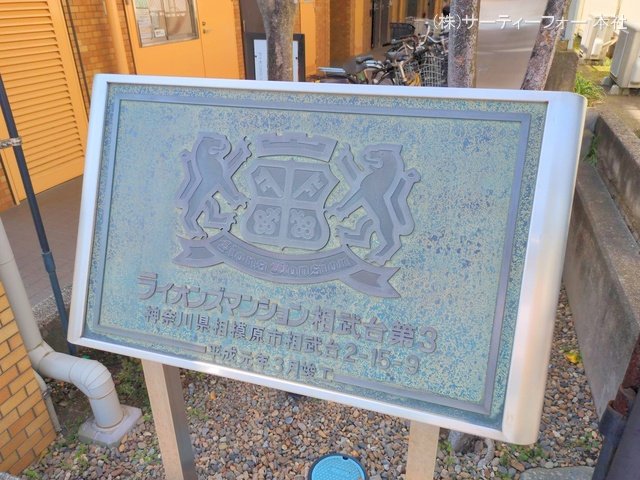 (株)サーティーフォー 本社
ライオンズマンション相武台第3
神奈川県相模原市相武台2-15-9
平成元年3月竣工